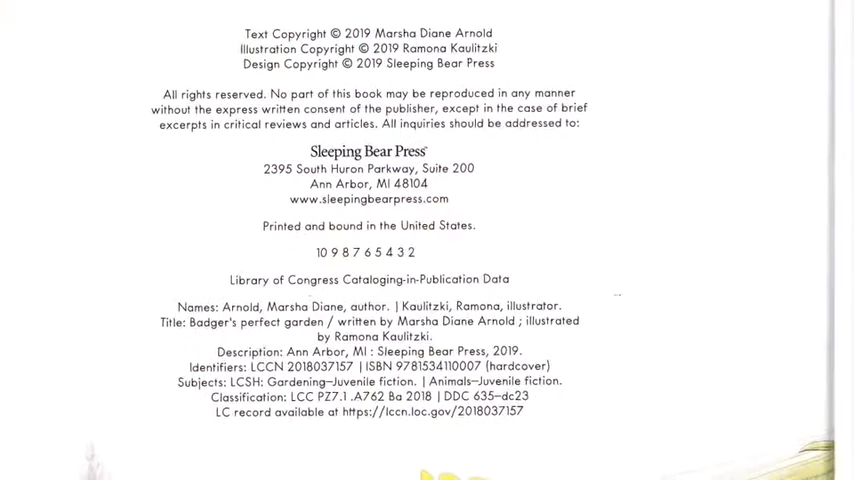 Text Copyright © 2019 Marsha Diane Arnold
Illustration Copyright © 2019 Ramona Kaulitzki
Design Copyright © 2019 Sleeping Bear Press
All rights reserved. No part of this book may be reproduced in any manner
without the express written consent of the publisher, except in the case of brief
excerpts in critical reviews and articles. All inquiries should be addressed to:
Sleeping Bear Press™
2395 South Huron Parkway, Suite 200
Ann Arbor, MI 48104
www.sleepingbearpress.com
Printed and bound in the United States.
10 9 8 7 6 5 4 3 2
Library of Congress Cataloging-in-Publication Data
Names: Arnold, Marsha Diane, author. | Kaulitzki, Ramona, illustrator.
Title: Badger's perfect garden / written by Marsha Diane Arnold ; illustrated
by Ramona Kaulitzki.
Description: Ann Arbor, MI : Sleeping Bear Press, 2019.
Identifiers: LCCN 2018037157 | ISBN 9781534110007 (hardcover)
Subjects: LCSH: Gardening–Juvenile fiction. | Animals–Juvenile fiction.
Classification: LCC PZ7.1 .A762 Ba 2018 | DDC 635–dc23
LC record available at https://lccn.loc.gov/2018037157